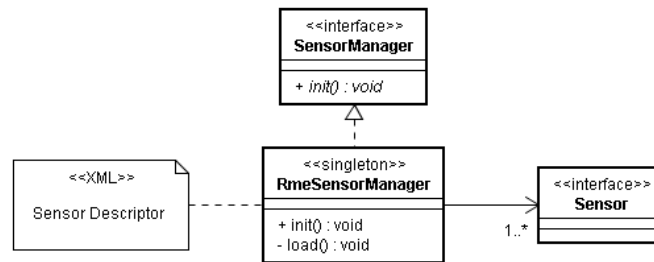 <<interface>>
SensorManager
+ init() : void
<<XML>>
Sensor Descriptor
<<singleton>>
RmeSensorManager
+ init() : void
- load() : void
<<interface>>
Sensor
1..*